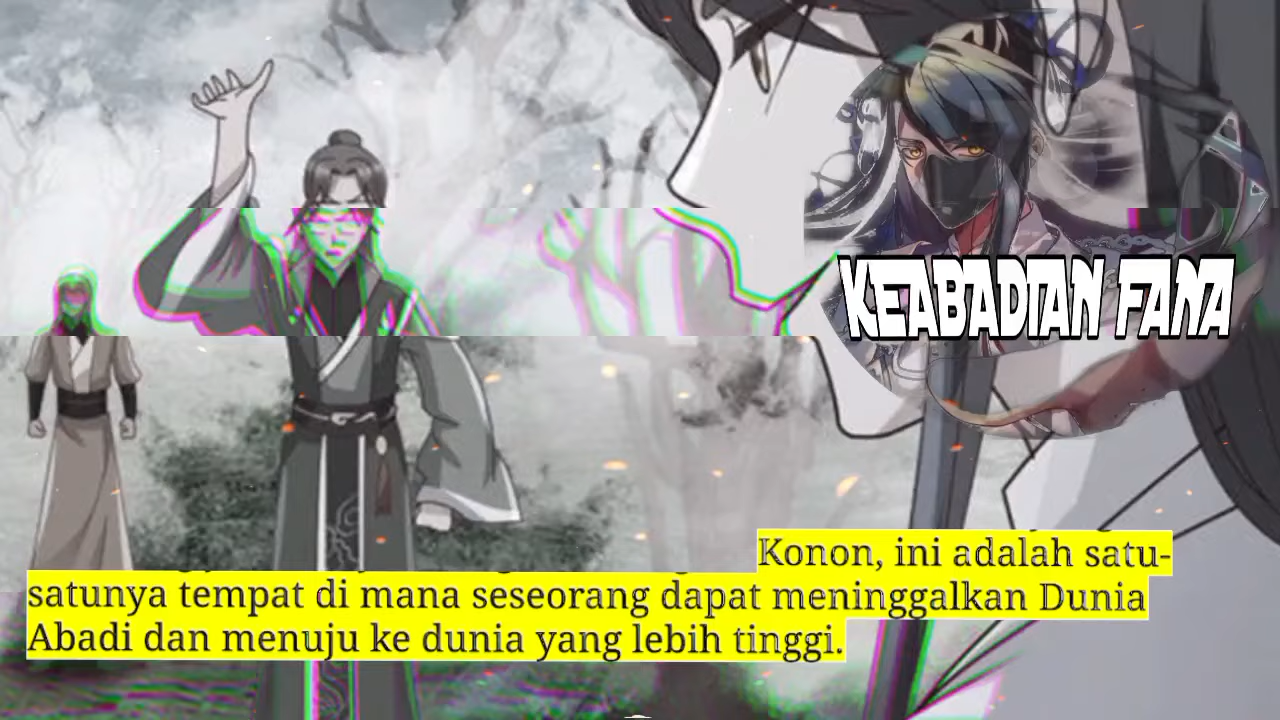 KEABADIAN FANA
Konon, ini adalah satu-
satunya tempat di mana seseorang dapat meninggalkan Dunia
Abadi dan menuju ke dunia yang lebih tinggi.